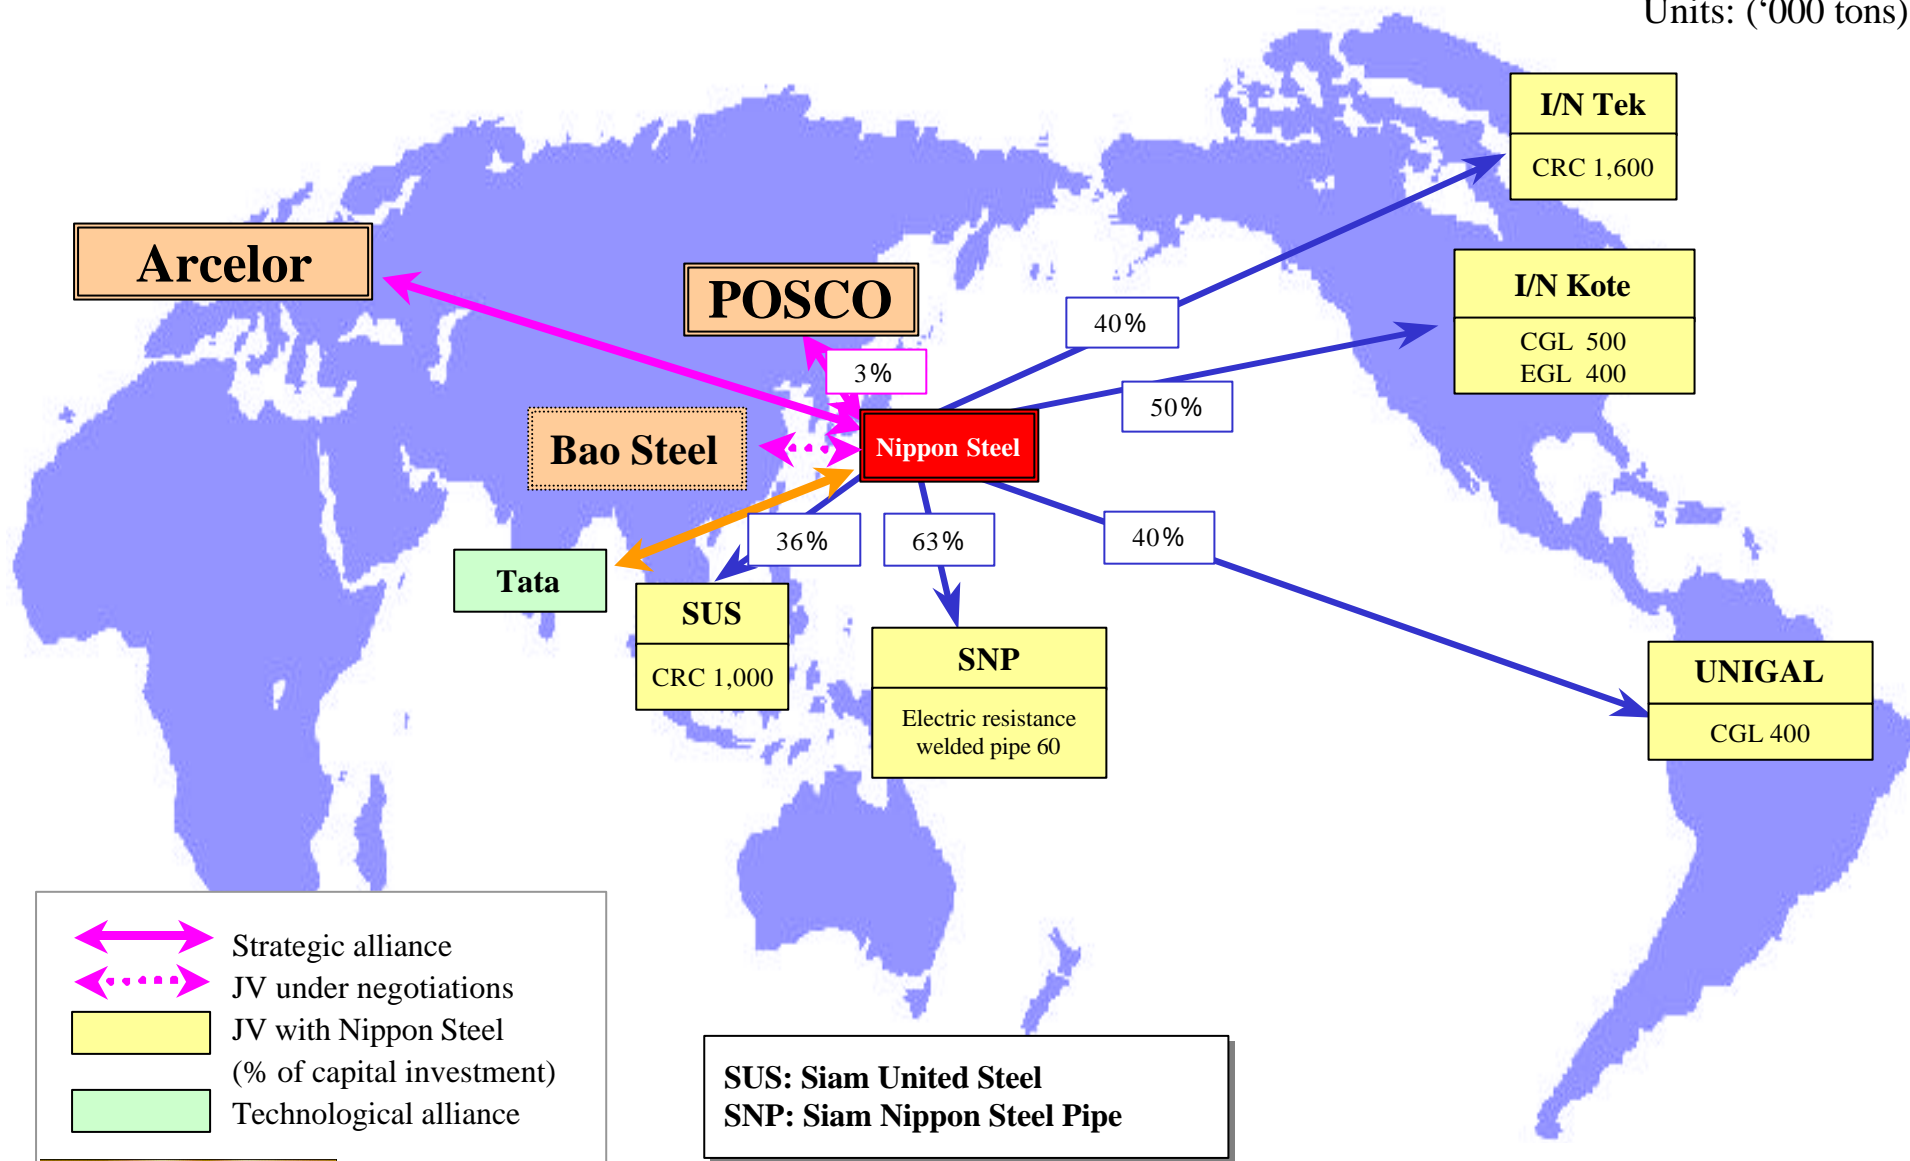 Units: (‘000 tons)
I/N Tek
CRC 1,600
Arcelor
POSCO
I/N Kote
CGL 500
EGL 400
40%
3%
50%
Bao Steel
Nippon Steel
36%
63%
40%
Tata
SUS
CRC 1,000
SNP
Electric resistance
welded pipe 60
UNIGAL
CGL 400
Strategic alliance
JV under negotiations
JV with Nippon Steel
(% of capital investment)
Technological alliance
SUS: Siam United Steel
SNP: Siam Nippon Steel Pipe